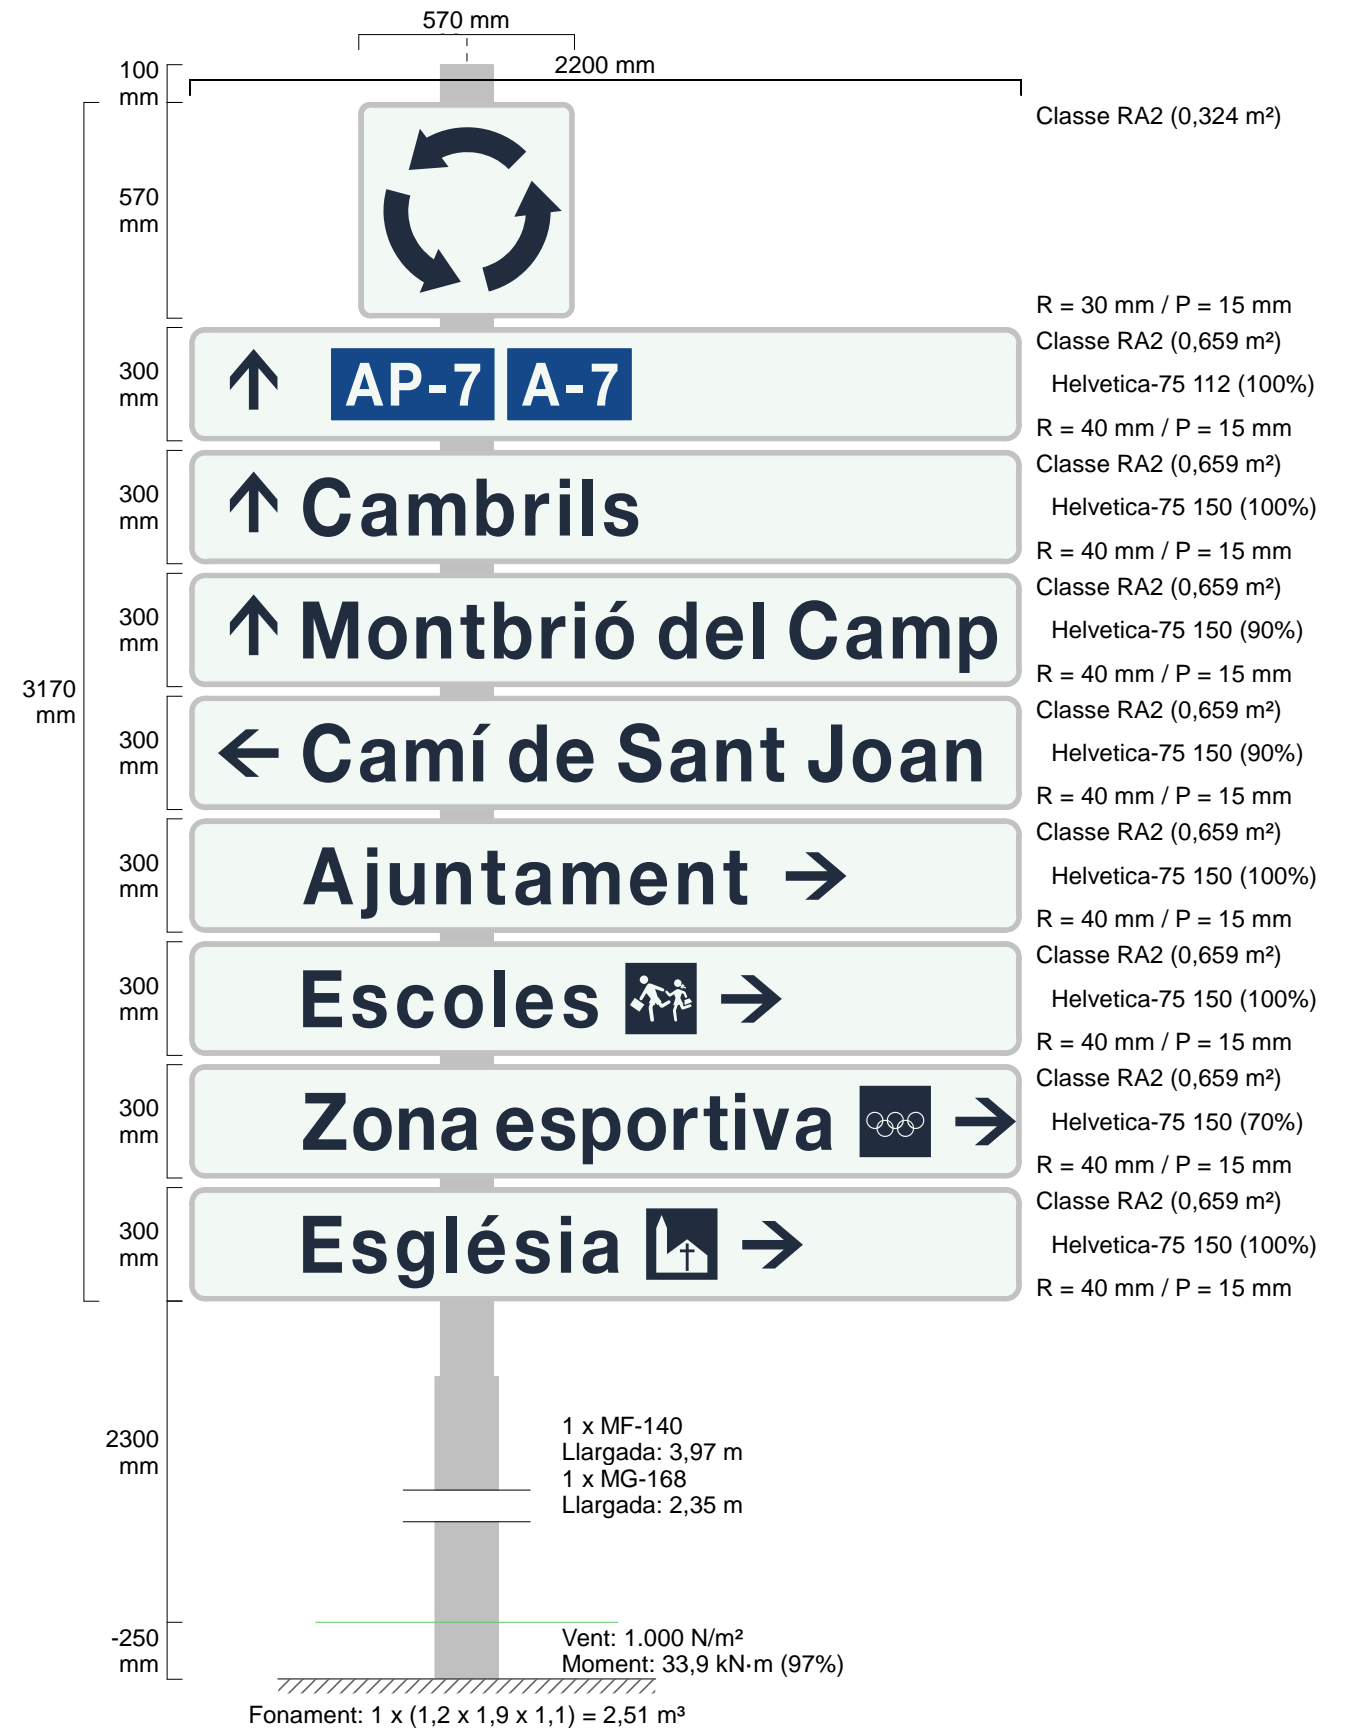 570 mm
2200 mm
100
mm
Classe RA2 (0,324 m²)
570
mm
R = 30 mm / P = 15 mm
Classe RA2 (0,659 m²)
300
mm
AP-7 A-7
Helvetica-75 112 (100%)
R = 40 mm / P = 15 mm
Classe RA2 (0,659 m²)
300
mm
Cambrils
Helvetica-75 150 (100%)
R = 40 mm / P = 15 mm
Classe RA2 (0,659 m²)
300
mm
Montbrió del Camp
Helvetica-75 150 (90%)
R = 40 mm / P = 15 mm
3170
mm
Classe RA2 (0,659 m²)
300
mm
Camí de Sant Joan
Helvetica-75 150 (90%)
R = 40 mm / P = 15 mm
Classe RA2 (0,659 m²)
300
mm
Ajuntament
Helvetica-75 150 (100%)
R = 40 mm / P = 15 mm
Classe RA2 (0,659 m²)
300
mm
Escoles
Helvetica-75 150 (100%)
R = 40 mm / P = 15 mm
Classe RA2 (0,659 m²)
300
mm
Zona esportiva
Helvetica-75 150 (70%)
R = 40 mm / P = 15 mm
Classe RA2 (0,659 m²)
300
mm
Església
Helvetica-75 150 (100%)
R = 40 mm / P = 15 mm
2300
mm
1 x MF-140
Llargada: 3,97 m
1 x MG-168
Llargada: 2,35 m
-250
mm
Vent: 1.000 N/m²
Moment: 33,9 kN·m (97%)
Fonament: 1 x (1,2 x 1,9 x 1,1) = 2,51 m³